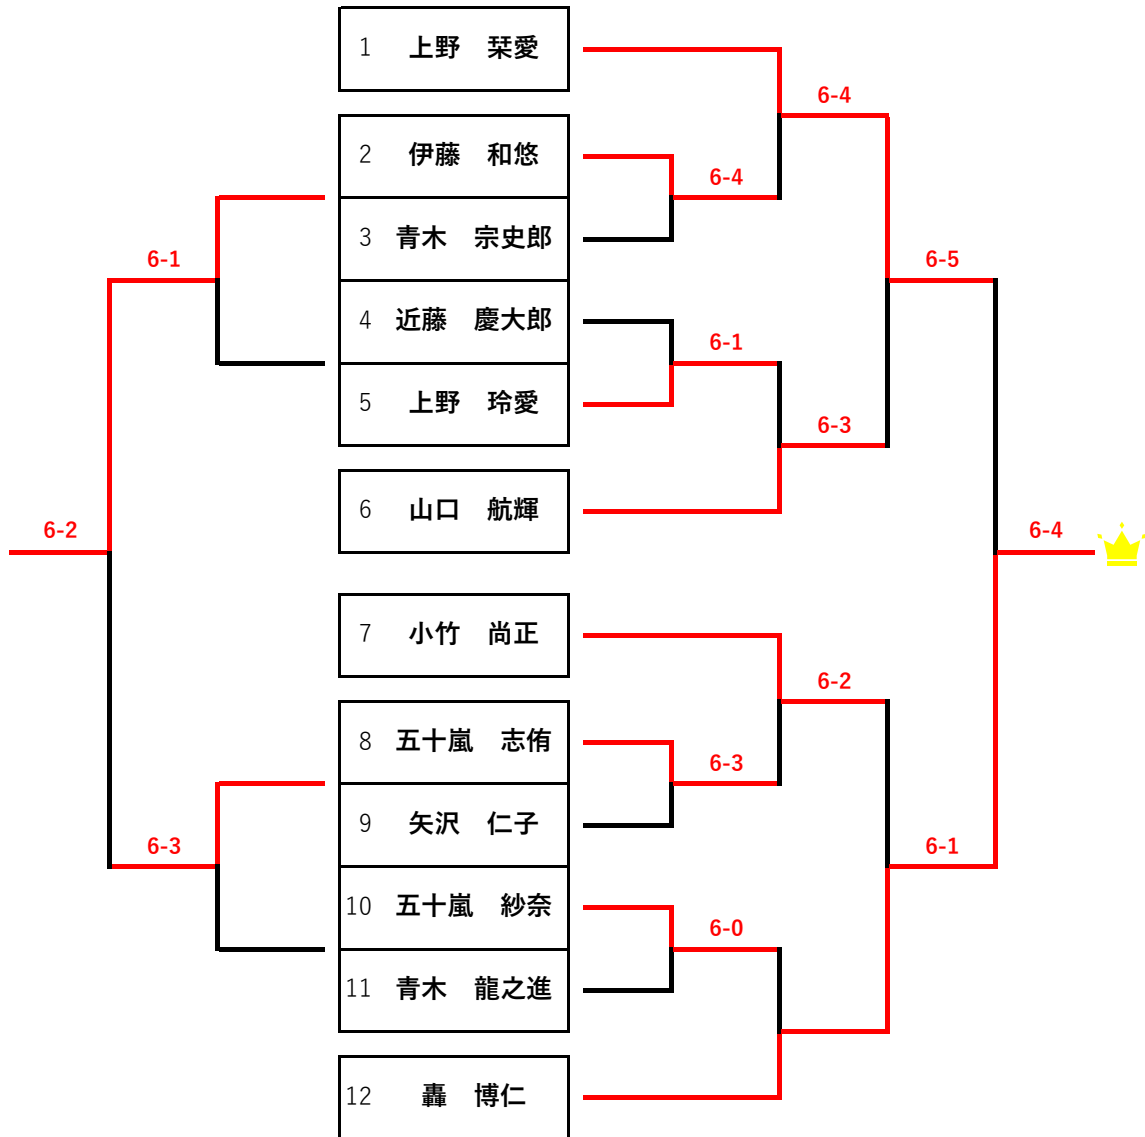 1 上野　栞愛
6-4
2 伊藤　和悠
6-4
3 青木　宗史郎
6-1
6-5
4 近藤　慶大郎
6-1
5 上野　玲愛
6-3
6 山口　航輝
6-2
6-4
7 小竹　尚正
6-2
8 五十嵐　志侑
6-3
9 矢沢　仁子
6-3
6-1
10 五十嵐　紗奈
6-0
11 青木　龍之進
12 轟　博仁